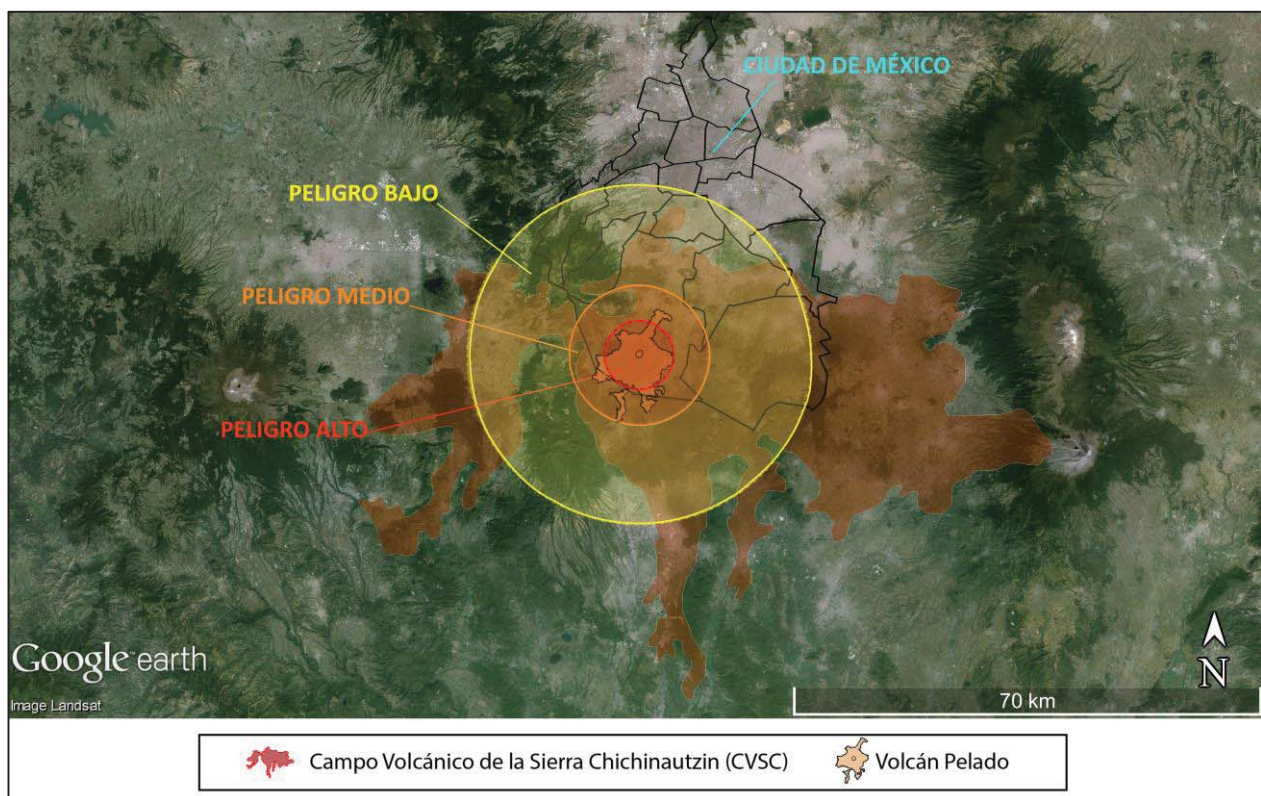 CIUDAD DE MÉXICO
PELIGRO BAJO
PELIGRO MEDIO
PELIGRO ALTO
Google earth
Image Landsat
N
70 km
Campo Volcánico de la Sierra Chichinautzin (CVSC)
Volcán Pelado